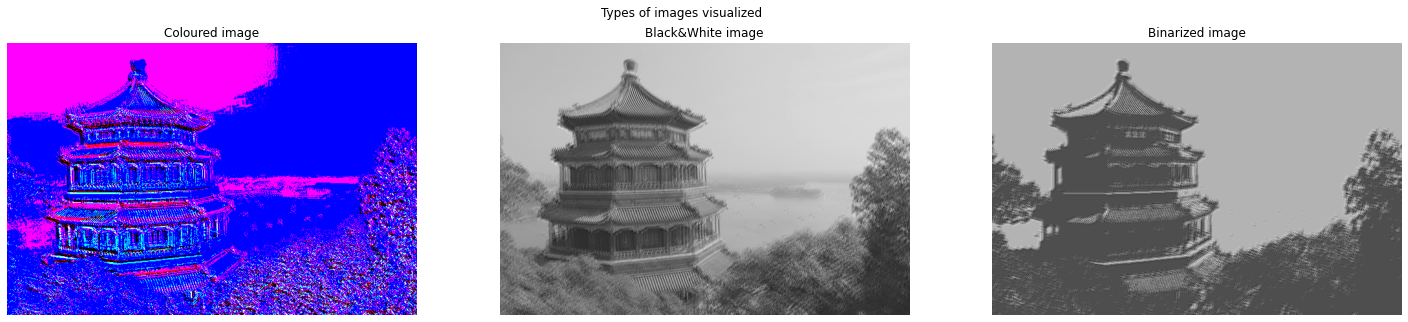 Types of images visualized
Coloured image
Black&White image
Binarized image